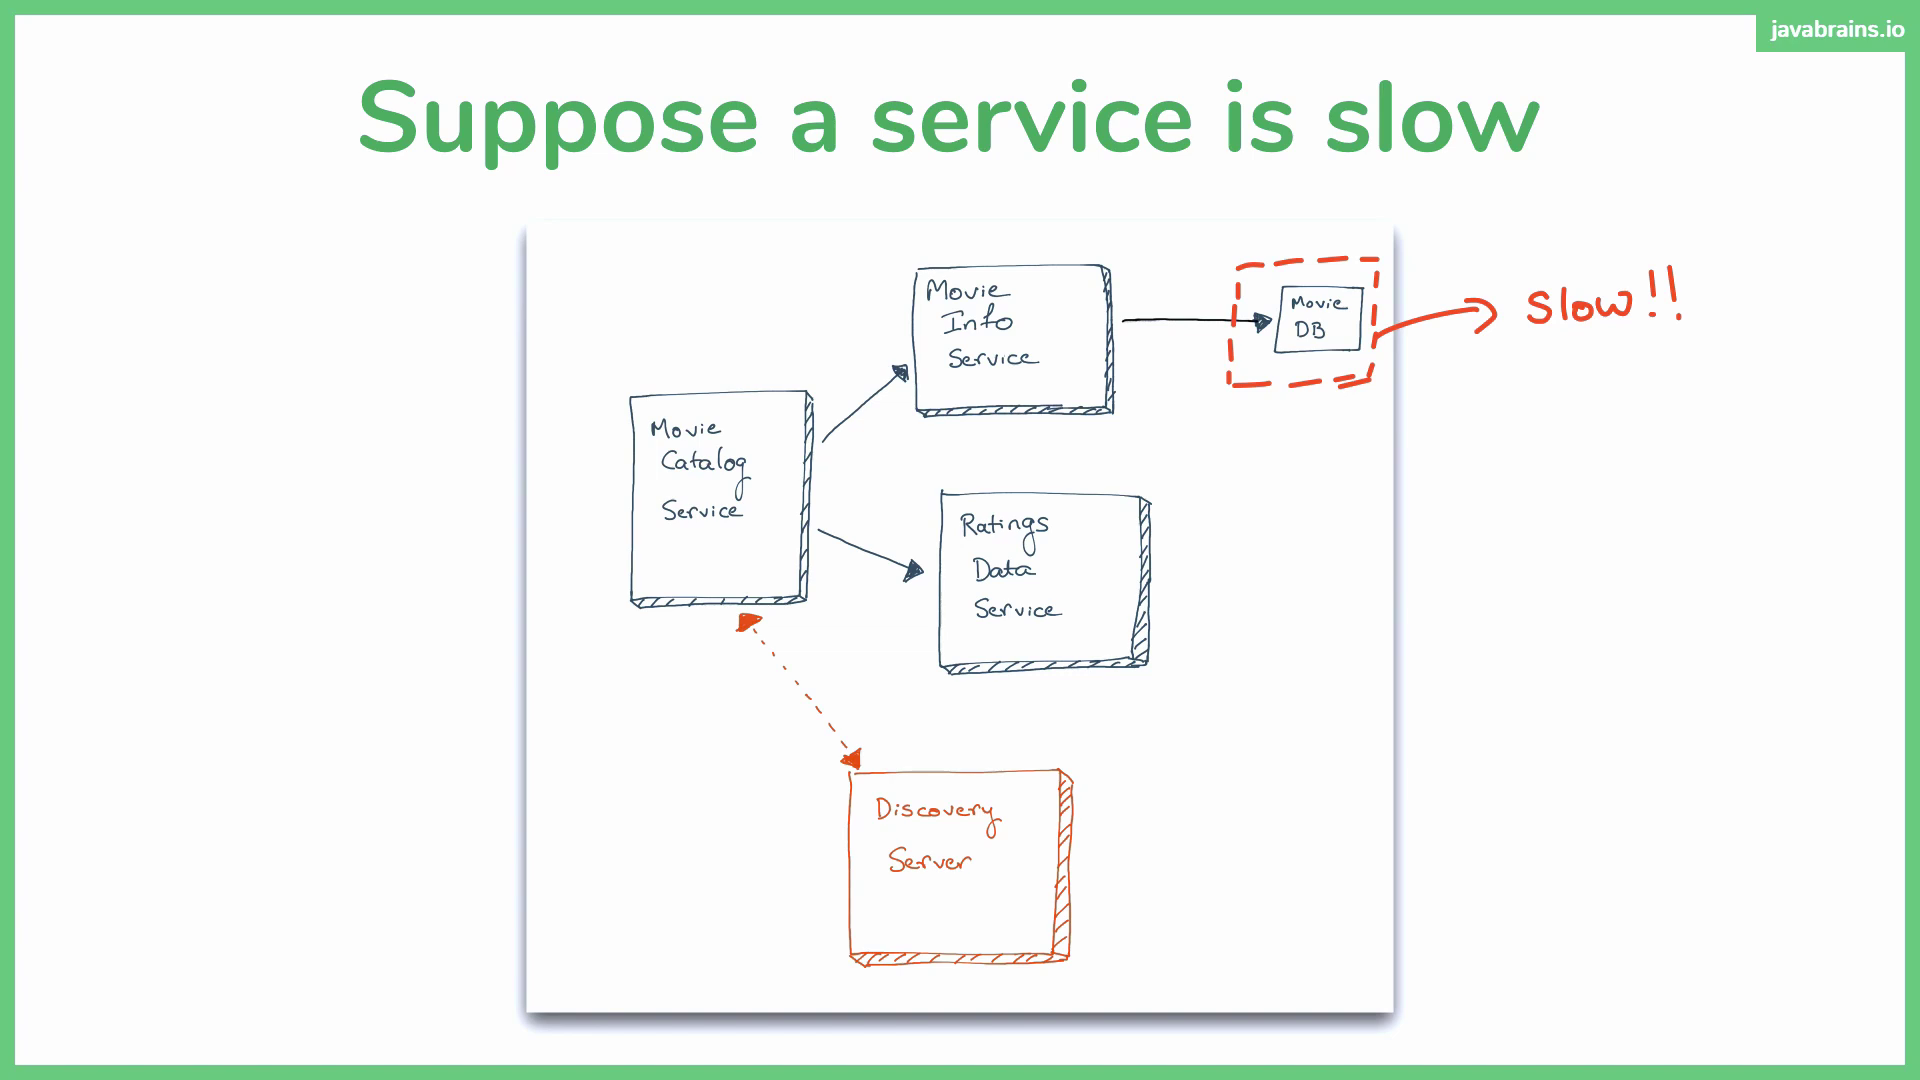 javabrains.io
Suppose a service is slow
Movie
Info
Service
Movie
DB
Slow!!
Movie
Catalog
Service
Ratings
Data
Service
Discovery
Server